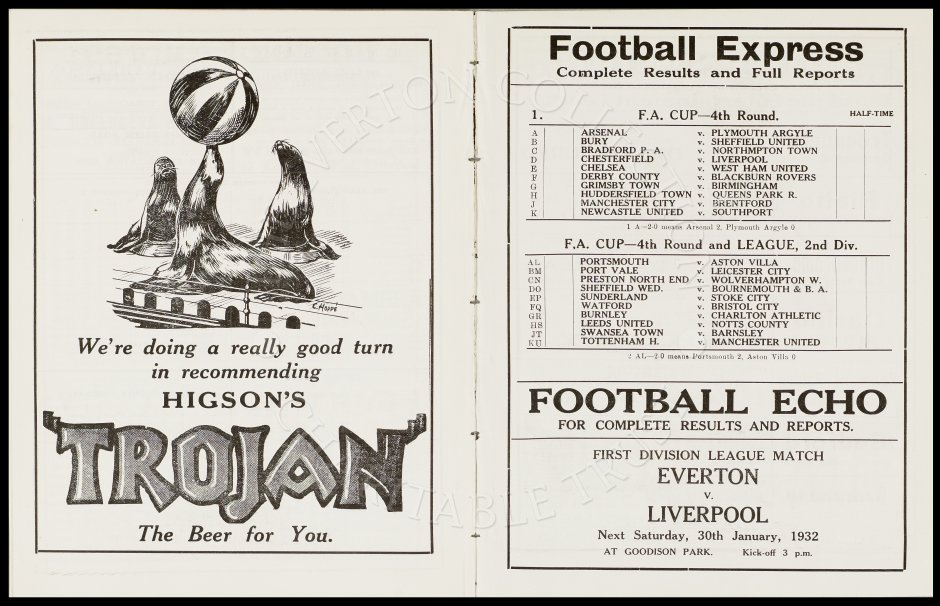 C. Hoppé
We're doing a really good turn
in recommending
HIGSON'S
"TROJAN"
The Beer for You.
Football Express
Complete Results and Full Reports
1. F.A. CUP—4th Round. HALF-TIME
A ARSENAL v. PLYMOUTH ARGYLE
B BURY v. SHEFFIELD UNITED
C BRADFORD P. A. v. NORTHMPTON TOWN
D CHESTERFIELD v. LIVERPOOL
E CHELSEA v. WEST HAM UNITED
F DERBY COUNTY v. BLACKBURN ROVERS
G GRIMSBY TOWN v. BIRMINGHAM
H HUDDERSFIELD TOWN v. QUEENS PARK R.
J MANCHESTER CITY v. BRENTFORD
K NEWCASTLE UNITED v. SOUTHPORT
1 A—2-0 means Arsenal 2, Plymouth Argyle 0
F.A. CUP—4th Round and LEAGUE, 2nd Div.
AL PORTSMOUTH v. ASTON VILLA
BM PORT VALE v. LEICESTER CITY
CN PRESTON NORTH END v. WOLVERHAMPTON W.
DO SHEFFIELD WED. v. BOURNEMOUTH & B. A.
EP SUNDERLAND v. STOKE CITY
FQ WATFORD v. BRISTOL CITY
GR BURNLEY v. CHARLTON ATHLETIC
HS LEEDS UNITED v. NOTTS COUNTY
JT SWANSEA TOWN v. BARNSLEY
KU TOTTENHAM H. v. MANCHESTER UNITED
2 AL—2-0 means Portsmouth 2, Aston Villa 0
FOOTBALL ECHO
FOR COMPLETE RESULTS AND REPORTS.
FIRST DIVISION LEAGUE MATCH
EVERTON
v.
LIVERPOOL
Next Saturday, 30th January, 1932
AT GOODISON PARK. Kick-off 3 p.m.
EVERTON COLLECTION
CHARITABLE TRUST